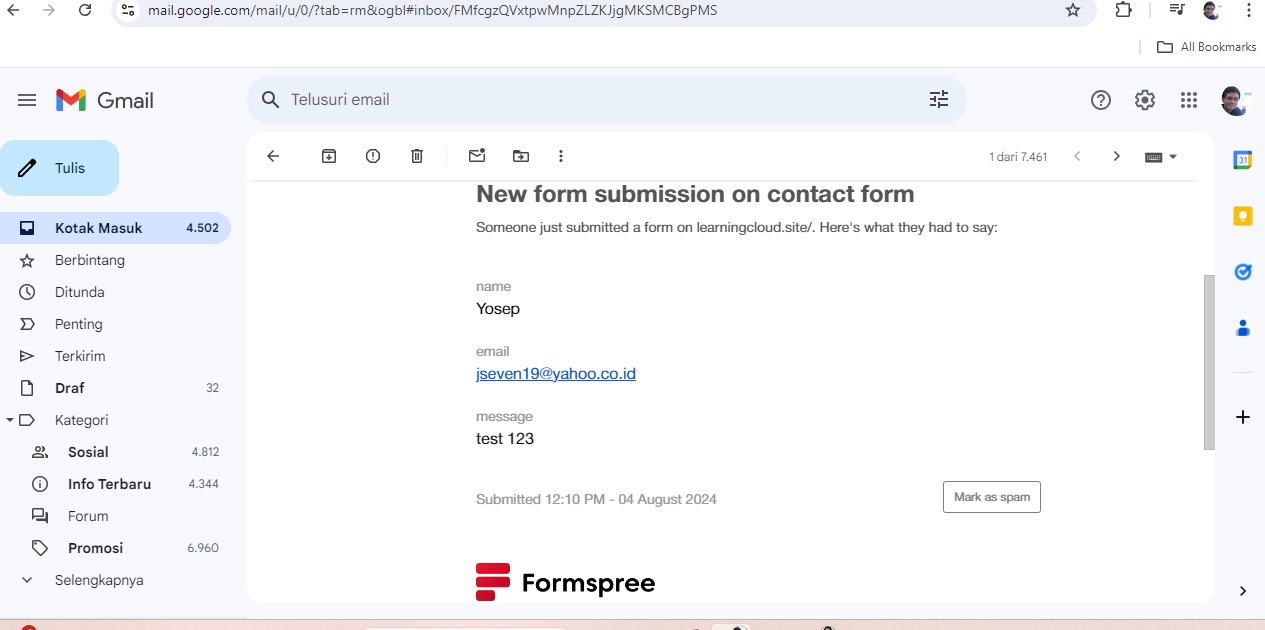 mail.google.com/mail/u/0/?tab=rm&ogbl#inbox/FMfcgzQVxtpwMnpZLZKJjgMKSMCBgPMS
All Bookmarks
Gmail
Telusuri email
Tulis
1 dari 7.461
31
Kotak Masuk 4.502
Berbintang
Ditunda
Penting
Terkirim
Draf 32
Kategori
Sosial 4.812
Info Terbaru 4.344
Forum
Promosi 6.960
Selengkapnya
New form submission on contact form
Someone just submitted a form on learningcloud.site/. Here's what they had to say:
name
Yosep
email
jseven19@yahoo.co.id
message
test 123
Submitted 12:10 PM - 04 August 2024
Mark as spam
Formspree